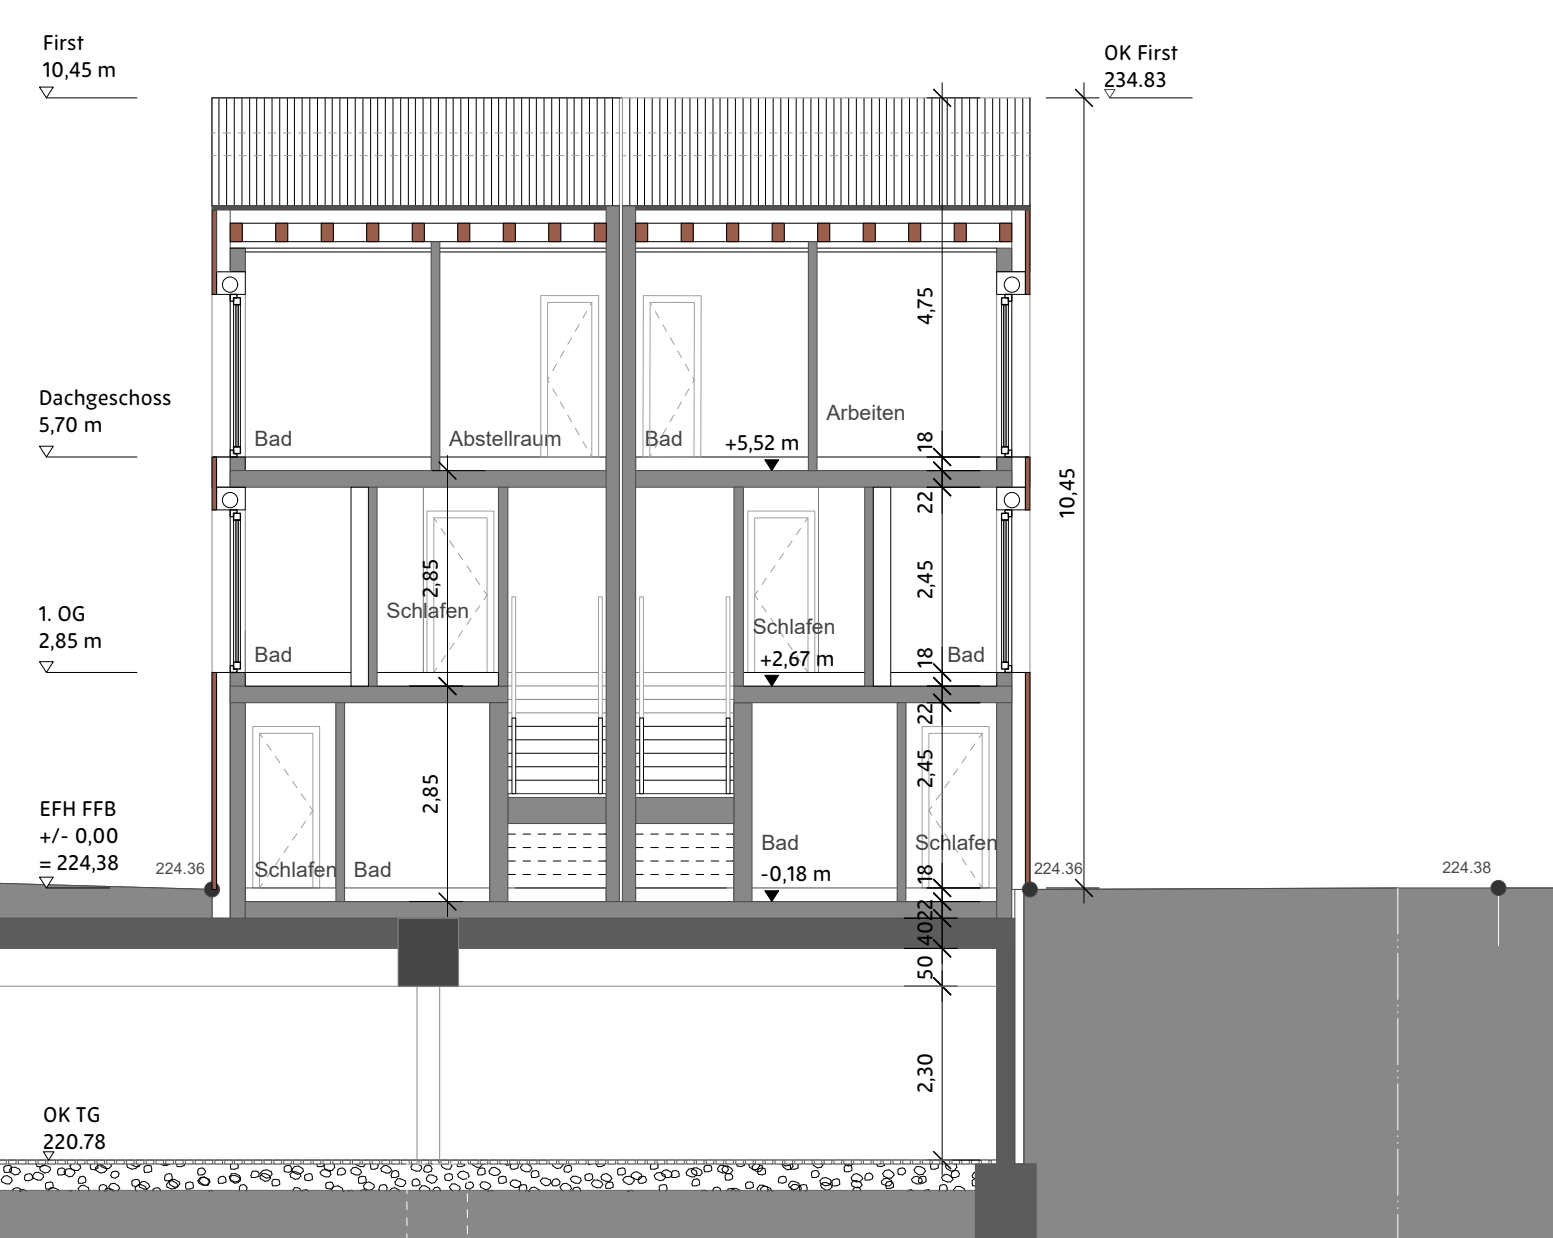 First
10,45 m
OK First
234.83
4,75
Dachgeschoss
5,70 m
Arbeiten
Bad
Abstellraum
Bad
+5,52 m
18
10,45
22
2,85
2,45
1. OG
2,85 m
Schlafen
Schlafen
Bad
+2,67 m
18
Bad
22
2,85
2,45
EFH FFB
+/- 0,00
= 224,38
224.36
Schlafen
Bad
Bad
-0,18 m
Schlafen
18
224.36
224.38
22
40
50
2,30
OK TG
220.78